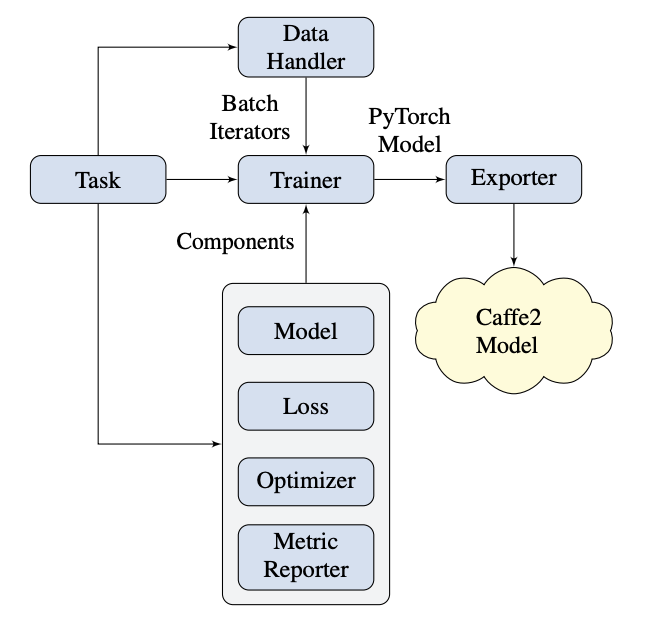 Data
Handler
Batch
Iterators
PyTorch
Model
Task
Trainer
Exporter
Components
Caffe2
Model
Model
Loss
Optimizer
Metric
Reporter